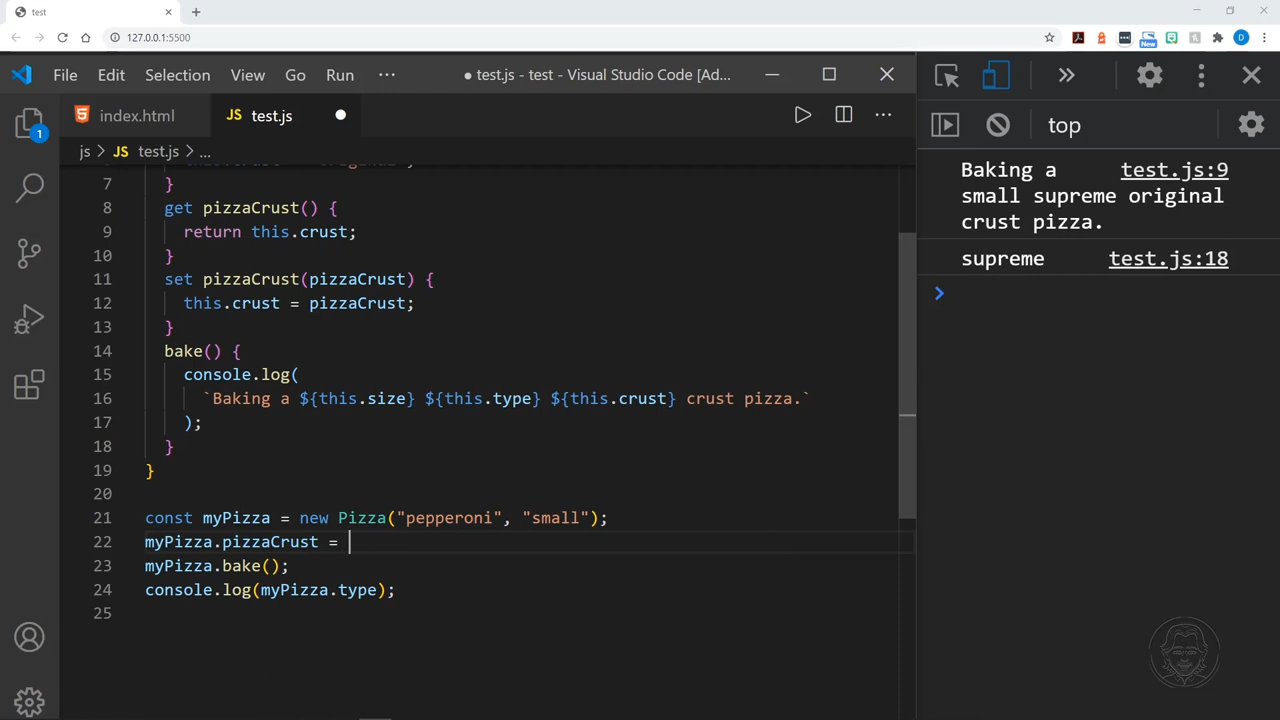 test
127.0.0.1:5500
New
D
File Edit Selection View Go Run ...
● test.js - test - Visual Studio Code [Ad...
index.html
JS test.js
js > JS test.js > ...
1
top
7 }
8 get pizzaCrust() {
9 return this.crust;
10 }
11 set pizzaCrust(pizzaCrust) {
12 this.crust = pizzaCrust;
13 }
14 bake() {
15 console.log(
16 `Baking a ${this.size} ${this.type} ${this.crust} crust pizza.`
17 );
18 }
19 }
20
21 const myPizza = new Pizza("pepperoni", "small");
22 myPizza.pizzaCrust =
23 myPizza.bake();
24 console.log(myPizza.type);
25
Baking a test.js:9
small supreme original
crust pizza.
supreme test.js:18